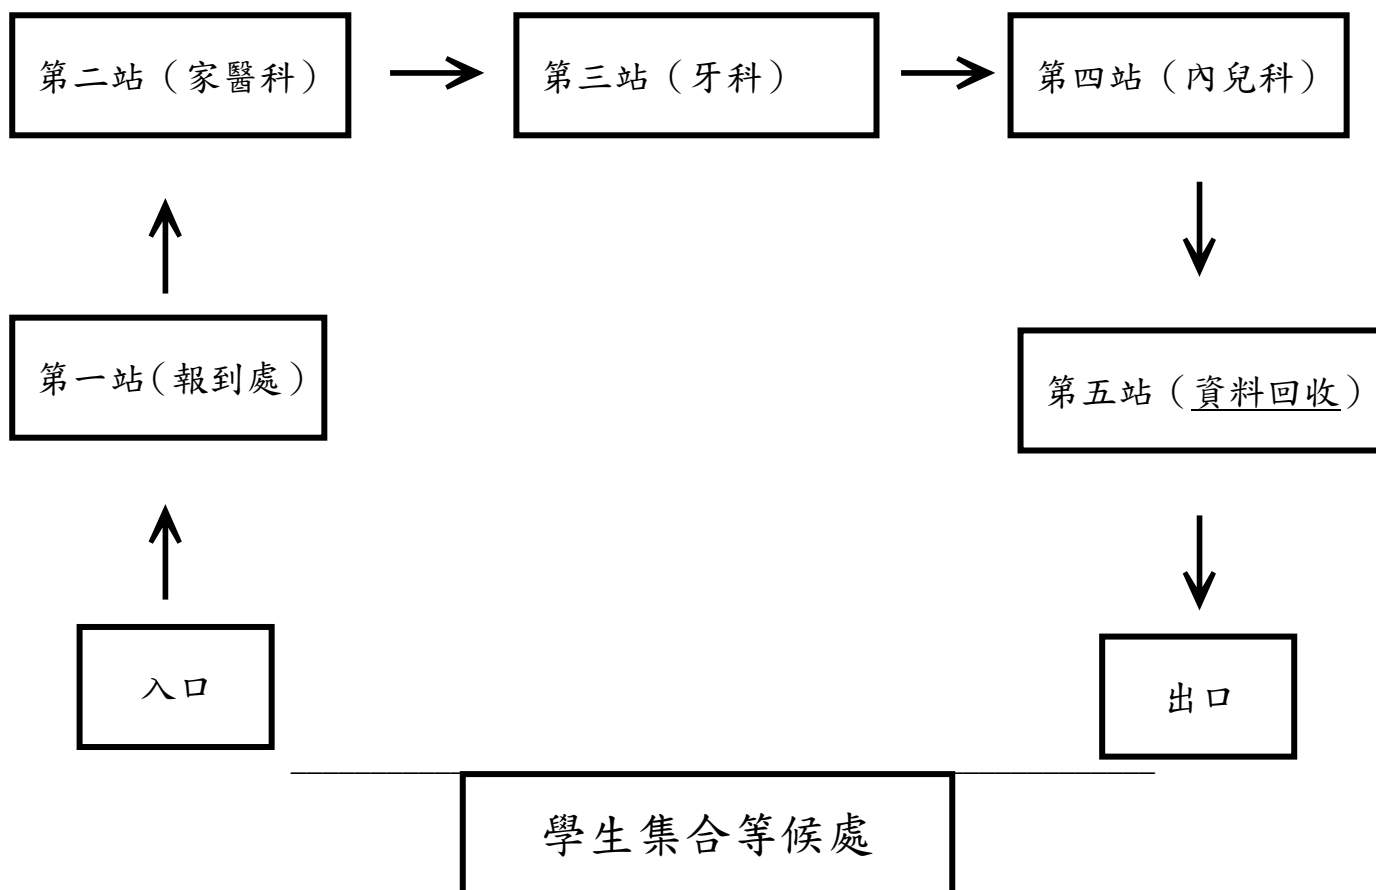 第二站（家醫科）
第三站（牙科）
第四站（內兒科）
第一站（報到處）
第五站（資料回收）
入口
出口
學生集合等候處